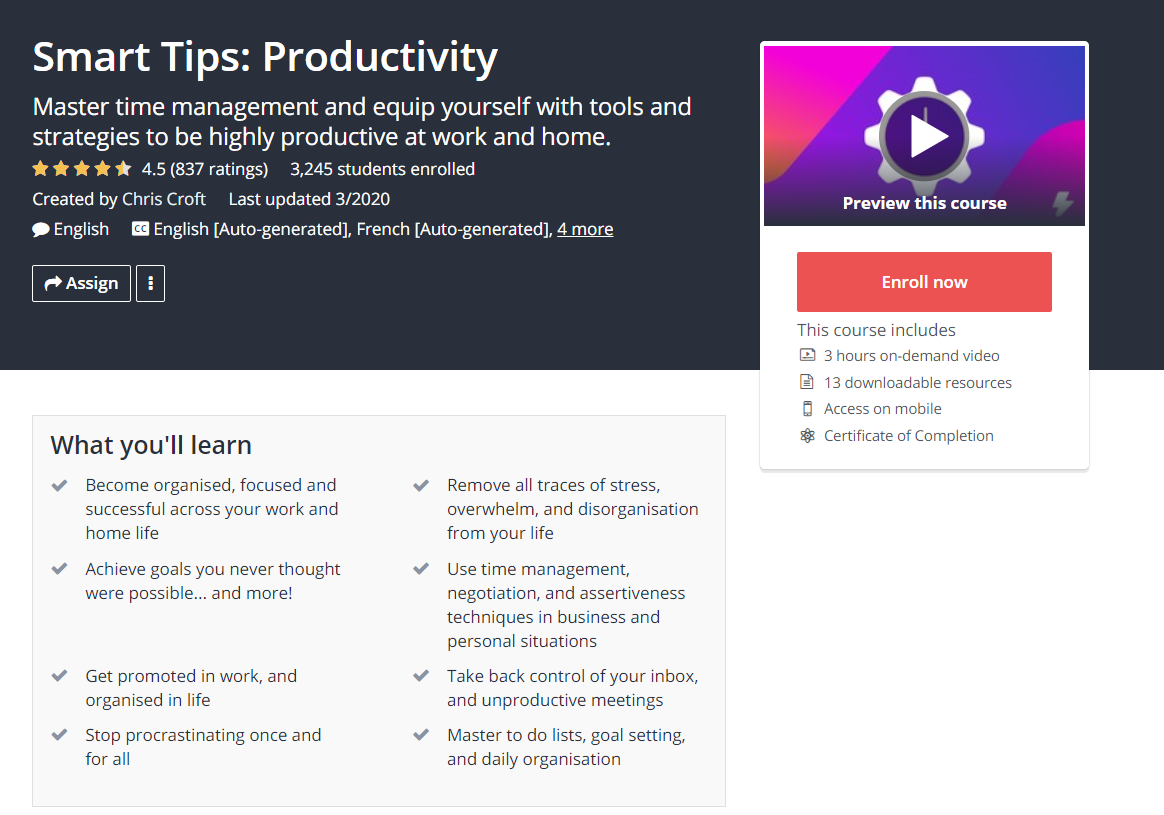 Smart Tips: Productivity
Master time management and equip yourself with tools and
strategies to be highly productive at work and home.
4.5 (837 ratings) 3,245 students enrolled
Created by Chris Croft Last updated 3/2020
English CC English [Auto-generated], French [Auto-generated], 4 more
Assign
Preview this course
Enroll now
This course includes
3 hours on-demand video
13 downloadable resources
Access on mobile
Certificate of Completion
What you'll learn
Become organised, focused and
successful across your work and
home life
Remove all traces of stress,
overwhelm, and disorganisation
from your life
Achieve goals you never thought
were possible... and more!
Use time management,
negotiation, and assertiveness
techniques in business and
personal situations
Get promoted in work, and
organised in life
Take back control of your inbox,
and unproductive meetings
Stop procrastinating once and
for all
Master to do lists, goal setting,
and daily organisation